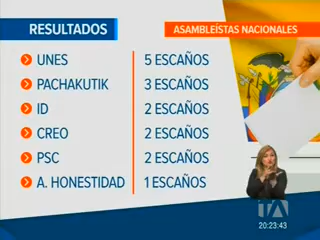 RESULTADOS
ASAMBLEÍSTAS NACIONALES
UNES 5 ESCAÑOS
PACHAKUTIK 3 ESCAÑOS
ID 2 ESCAÑOS
CREO 2 ESCAÑOS
PSC 2 ESCAÑOS
A. HONESTIDAD 1 ESCAÑOS
20:23:43